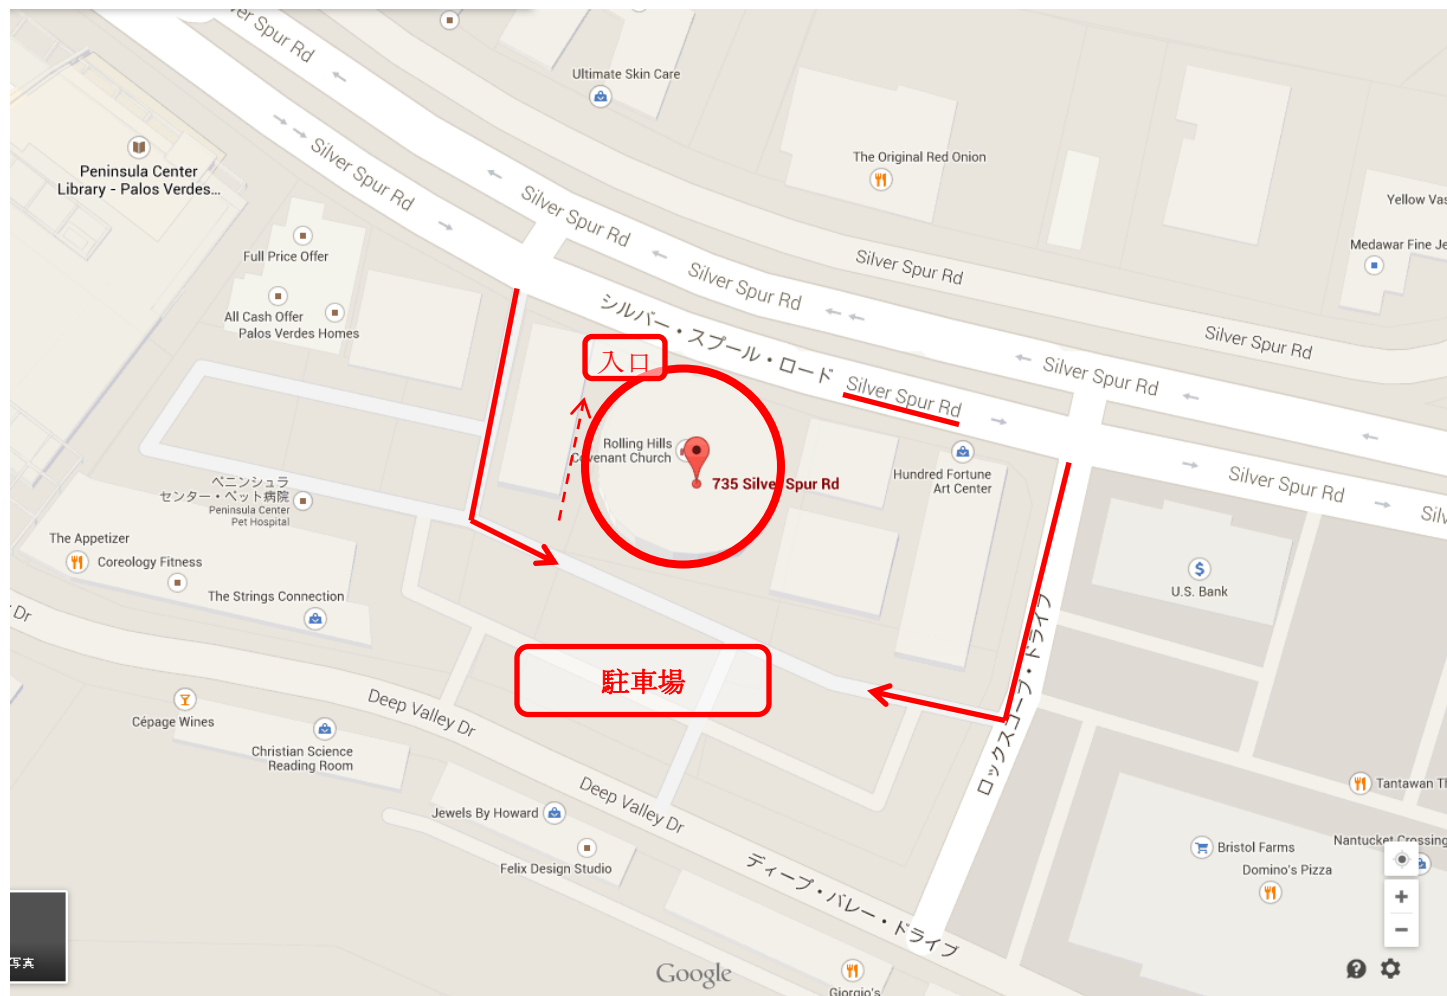 Silver Spur Rd
Ultimate Skin Care
Silver Spur Rd
The Original Red Onion
Peninsula Center
Library - Palos Verdes...
Yellow Vas
Silver Spur Rd
Full Price Offer
Silver Spur Rd
Silver Spur Rd
Medawar Fine Je
All Cash Offer
Palos Verdes Homes
シルバー・スプール・ロード
Silver Spur Rd
入口
Silver Spur Rd
Silver Spur Rd
Rolling Hills
Covenant Church
735 Silver Spur Rd
Hundred Fortune
Art Center
Silver Spur Rd
Silv
ペニンシュラ
センター・ペット病院
Peninsula Center
Pet Hospital
The Appetizer
Coreology Fitness
The Strings Connection
U.S. Bank
Dr
駐車場
ロックスコーブ・ドライブ
Deep Valley Dr
Cépage Wines
Christian Science
Reading Room
Deep Valley Dr
Tantawan Th
Jewels By Howard
Felix Design Studio
Bristol Farms
Nantucket Crossing
Domino's Pizza
ディープ・バレー・ドライブ
写真
Google
Giorgio's